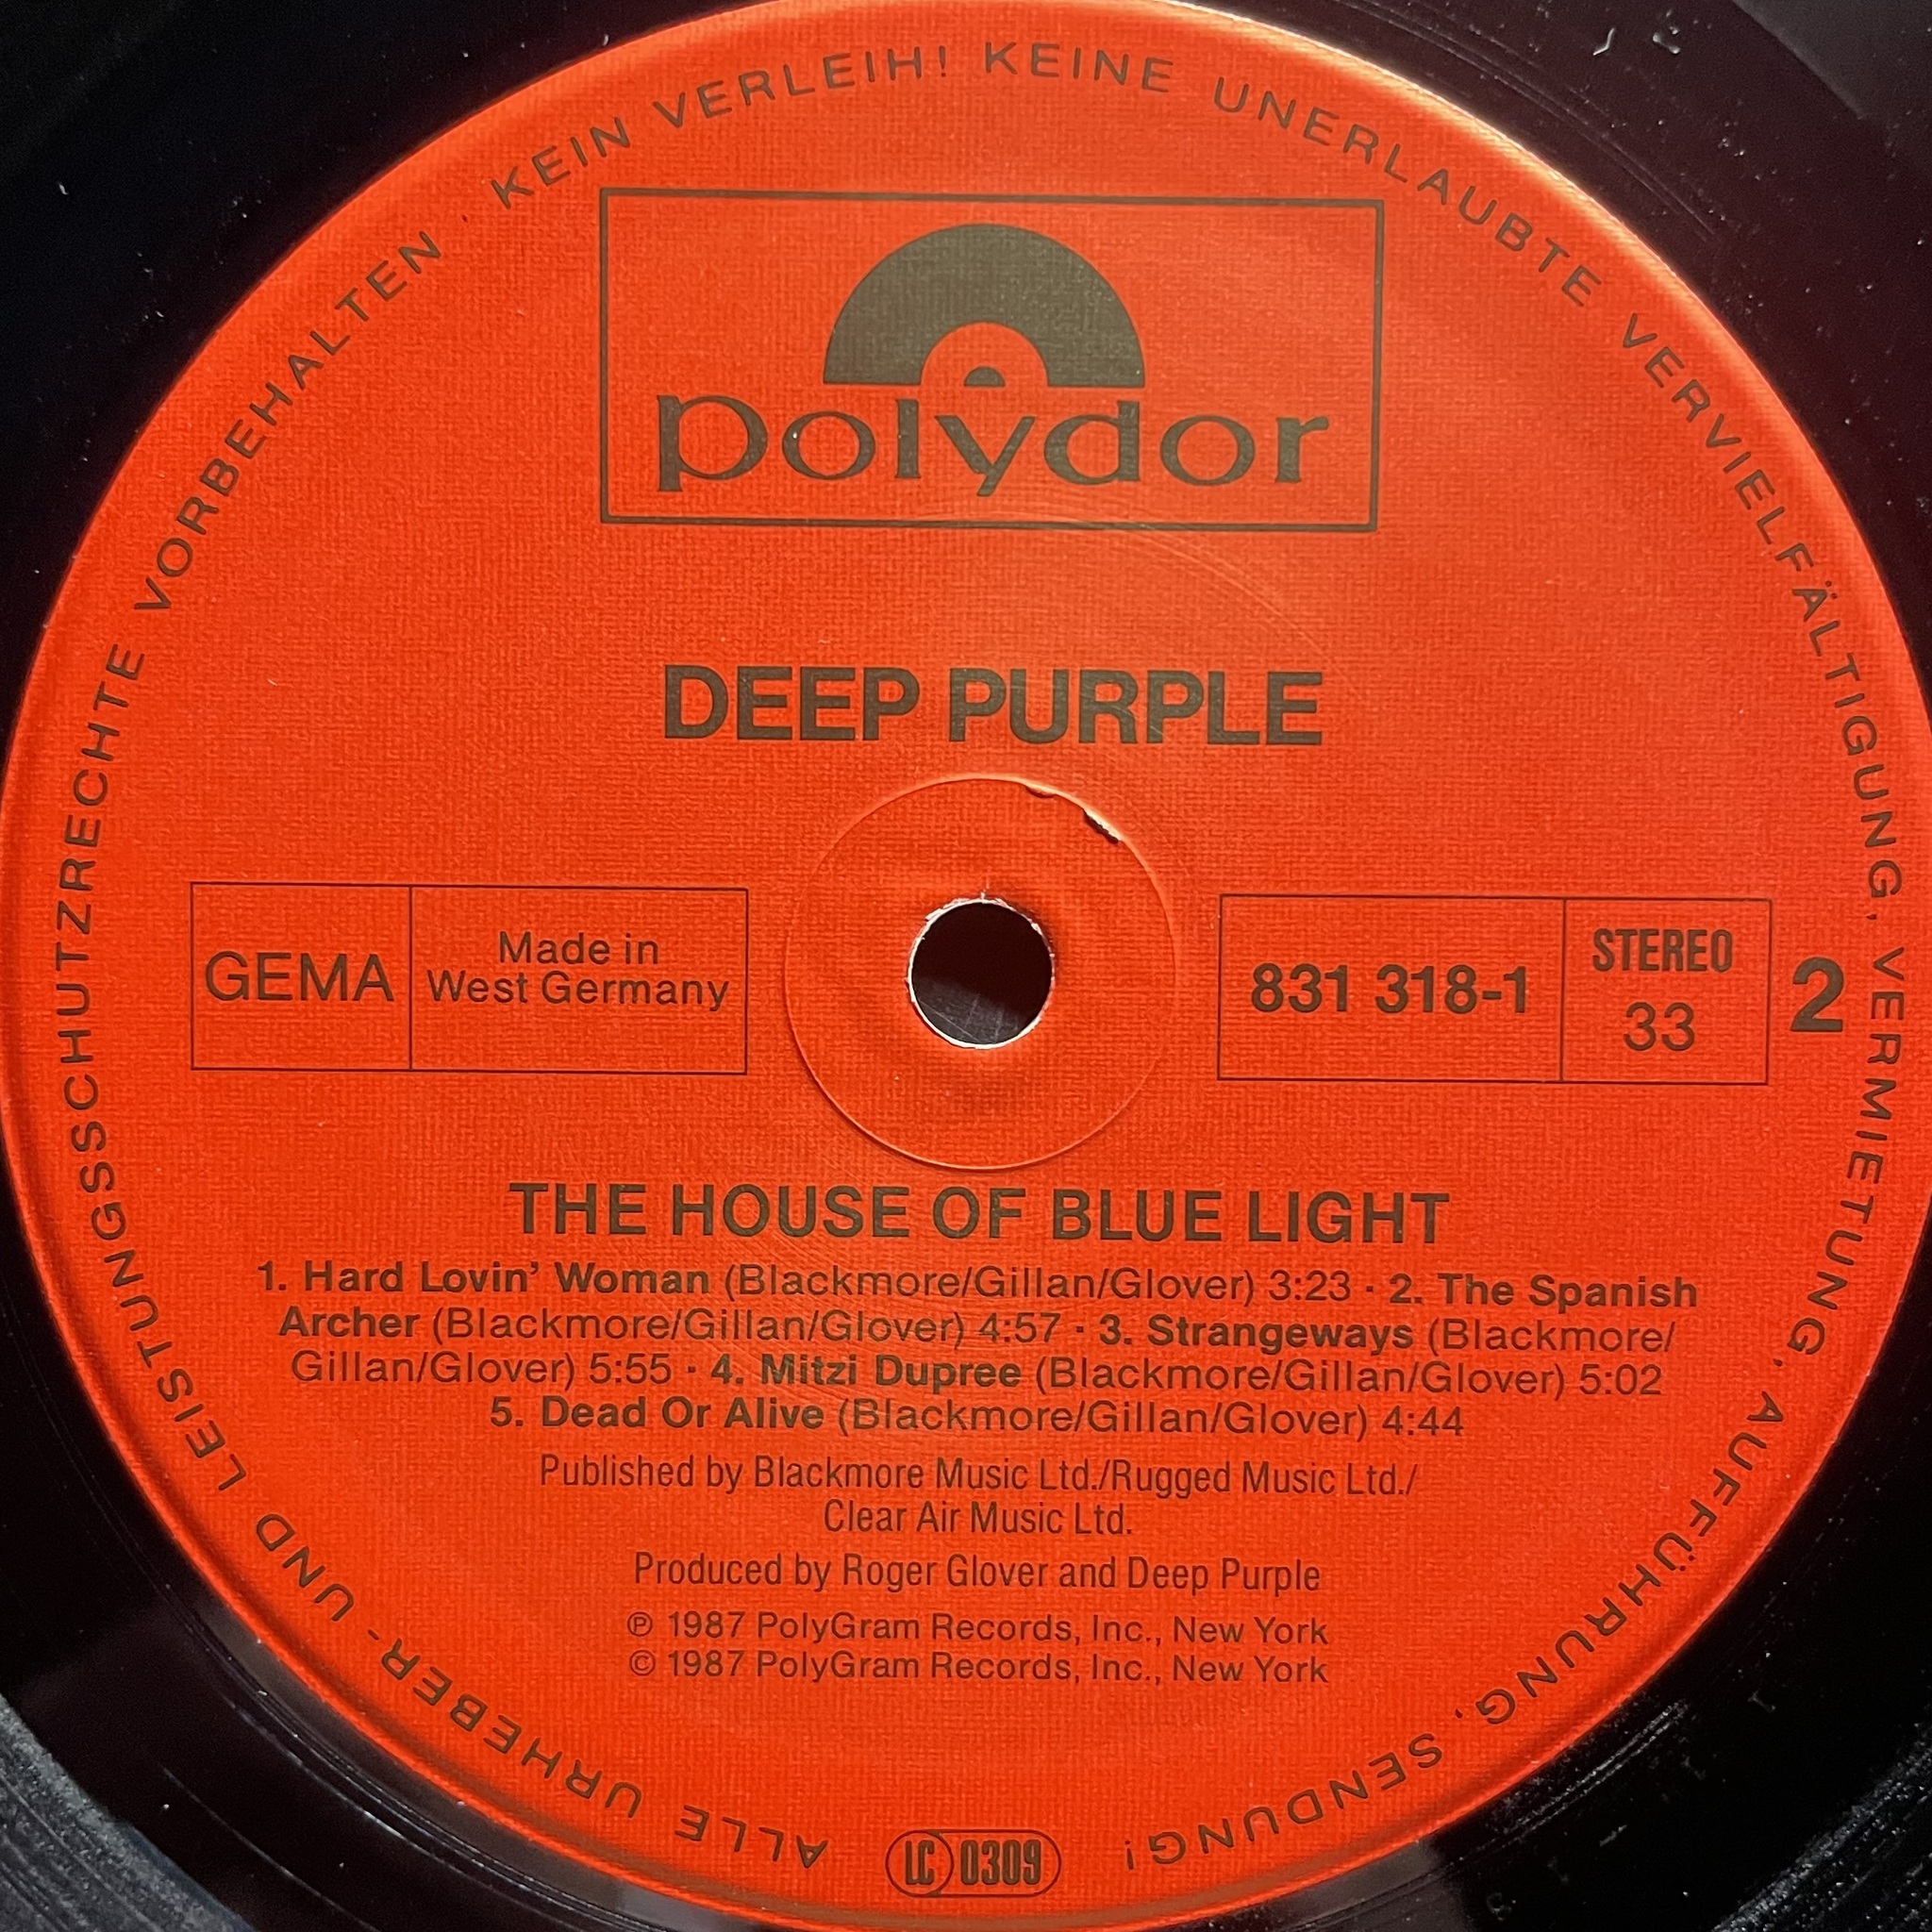 ALLE URHEBER- UND LEISTUNGSSCHUTZRECHTE VORBEHALTEN · KEIN VERLEIH! KEINE UNERLAUBTE VERVIELFÄLTIGUNG, VERMIETUNG, AUFFÜHRUNG, SENDUNG!
polydor
DEEP PURPLE
GEMA
Made in
West Germany
831 318-1
STEREO
33
2
THE HOUSE OF BLUE LIGHT
1. Hard Lovin' Woman (Blackmore/Gillan/Glover) 3:23 · 2. The Spanish
Archer (Blackmore/Gillan/Glover) 4:57 · 3. Strangeways (Blackmore/
Gillan/Glover) 5:55 · 4. Mitzi Dupree (Blackmore/Gillan/Glover) 5:02
5. Dead Or Alive (Blackmore/Gillan/Glover) 4:44
Published by Blackmore Music Ltd./Rugged Music Ltd./
Clear Air Music Ltd.
Produced by Roger Glover and Deep Purple
℗ 1987 PolyGram Records, Inc., New York
© 1987 PolyGram Records, Inc., New York
LC 0309